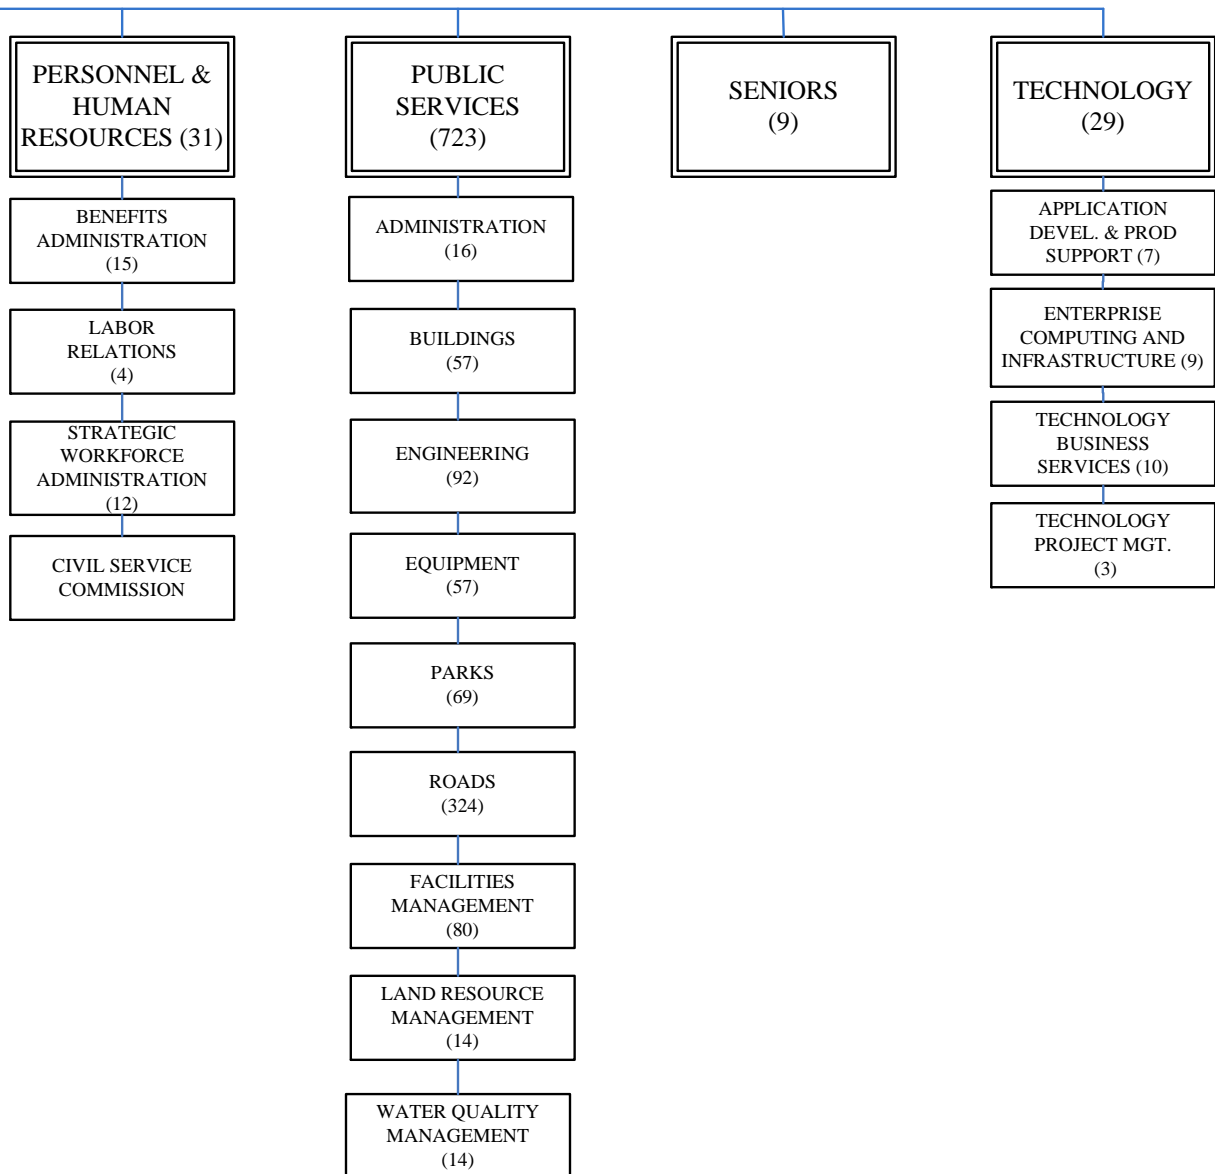 PERSONNEL &
HUMAN
RESOURCES (31)
BENEFITS
ADMINISTRATION
(15)
LABOR
RELATIONS
(4)
STRATEGIC
WORKFORCE
ADMINISTRATION
(12)
CIVIL SERVICE
COMMISSION
PUBLIC
SERVICES
(723)
ADMINISTRATION
(16)
BUILDINGS
(57)
ENGINEERING
(92)
EQUIPMENT
(57)
PARKS
(69)
ROADS
(324)
FACILITIES
MANAGEMENT
(80)
LAND RESOURCE
MANAGEMENT
(14)
WATER QUALITY
MANAGEMENT
(14)
SENIORS
(9)
TECHNOLOGY
(29)
APPLICATION
DEVEL. & PROD
SUPPORT (7)
ENTERPRISE
COMPUTING AND
INFRASTRUCTURE (9)
TECHNOLOGY
BUSINESS
SERVICES (10)
TECHNOLOGY
PROJECT MGT.
(3)